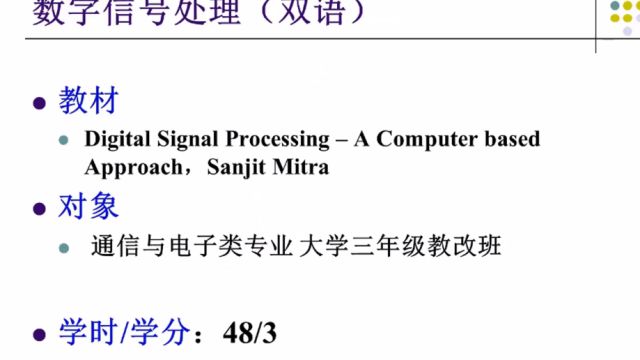 数字信号处理（双语）
教材
Digital Signal Processing – A Computer based
Approach，Sanjit Mitra
对象
通信与电子类专业 大学三年级教改班
学时/学分：48/3